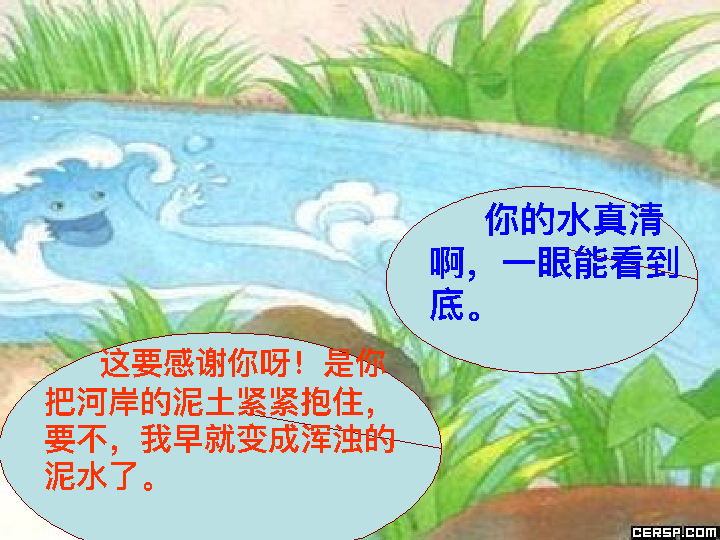 你的水真清
啊，一眼能看到
底。
这要感谢你呀！是你
把河岸的泥土紧紧抱住，
要不，我早就变成浑浊的
泥水了。
CERSP.COM